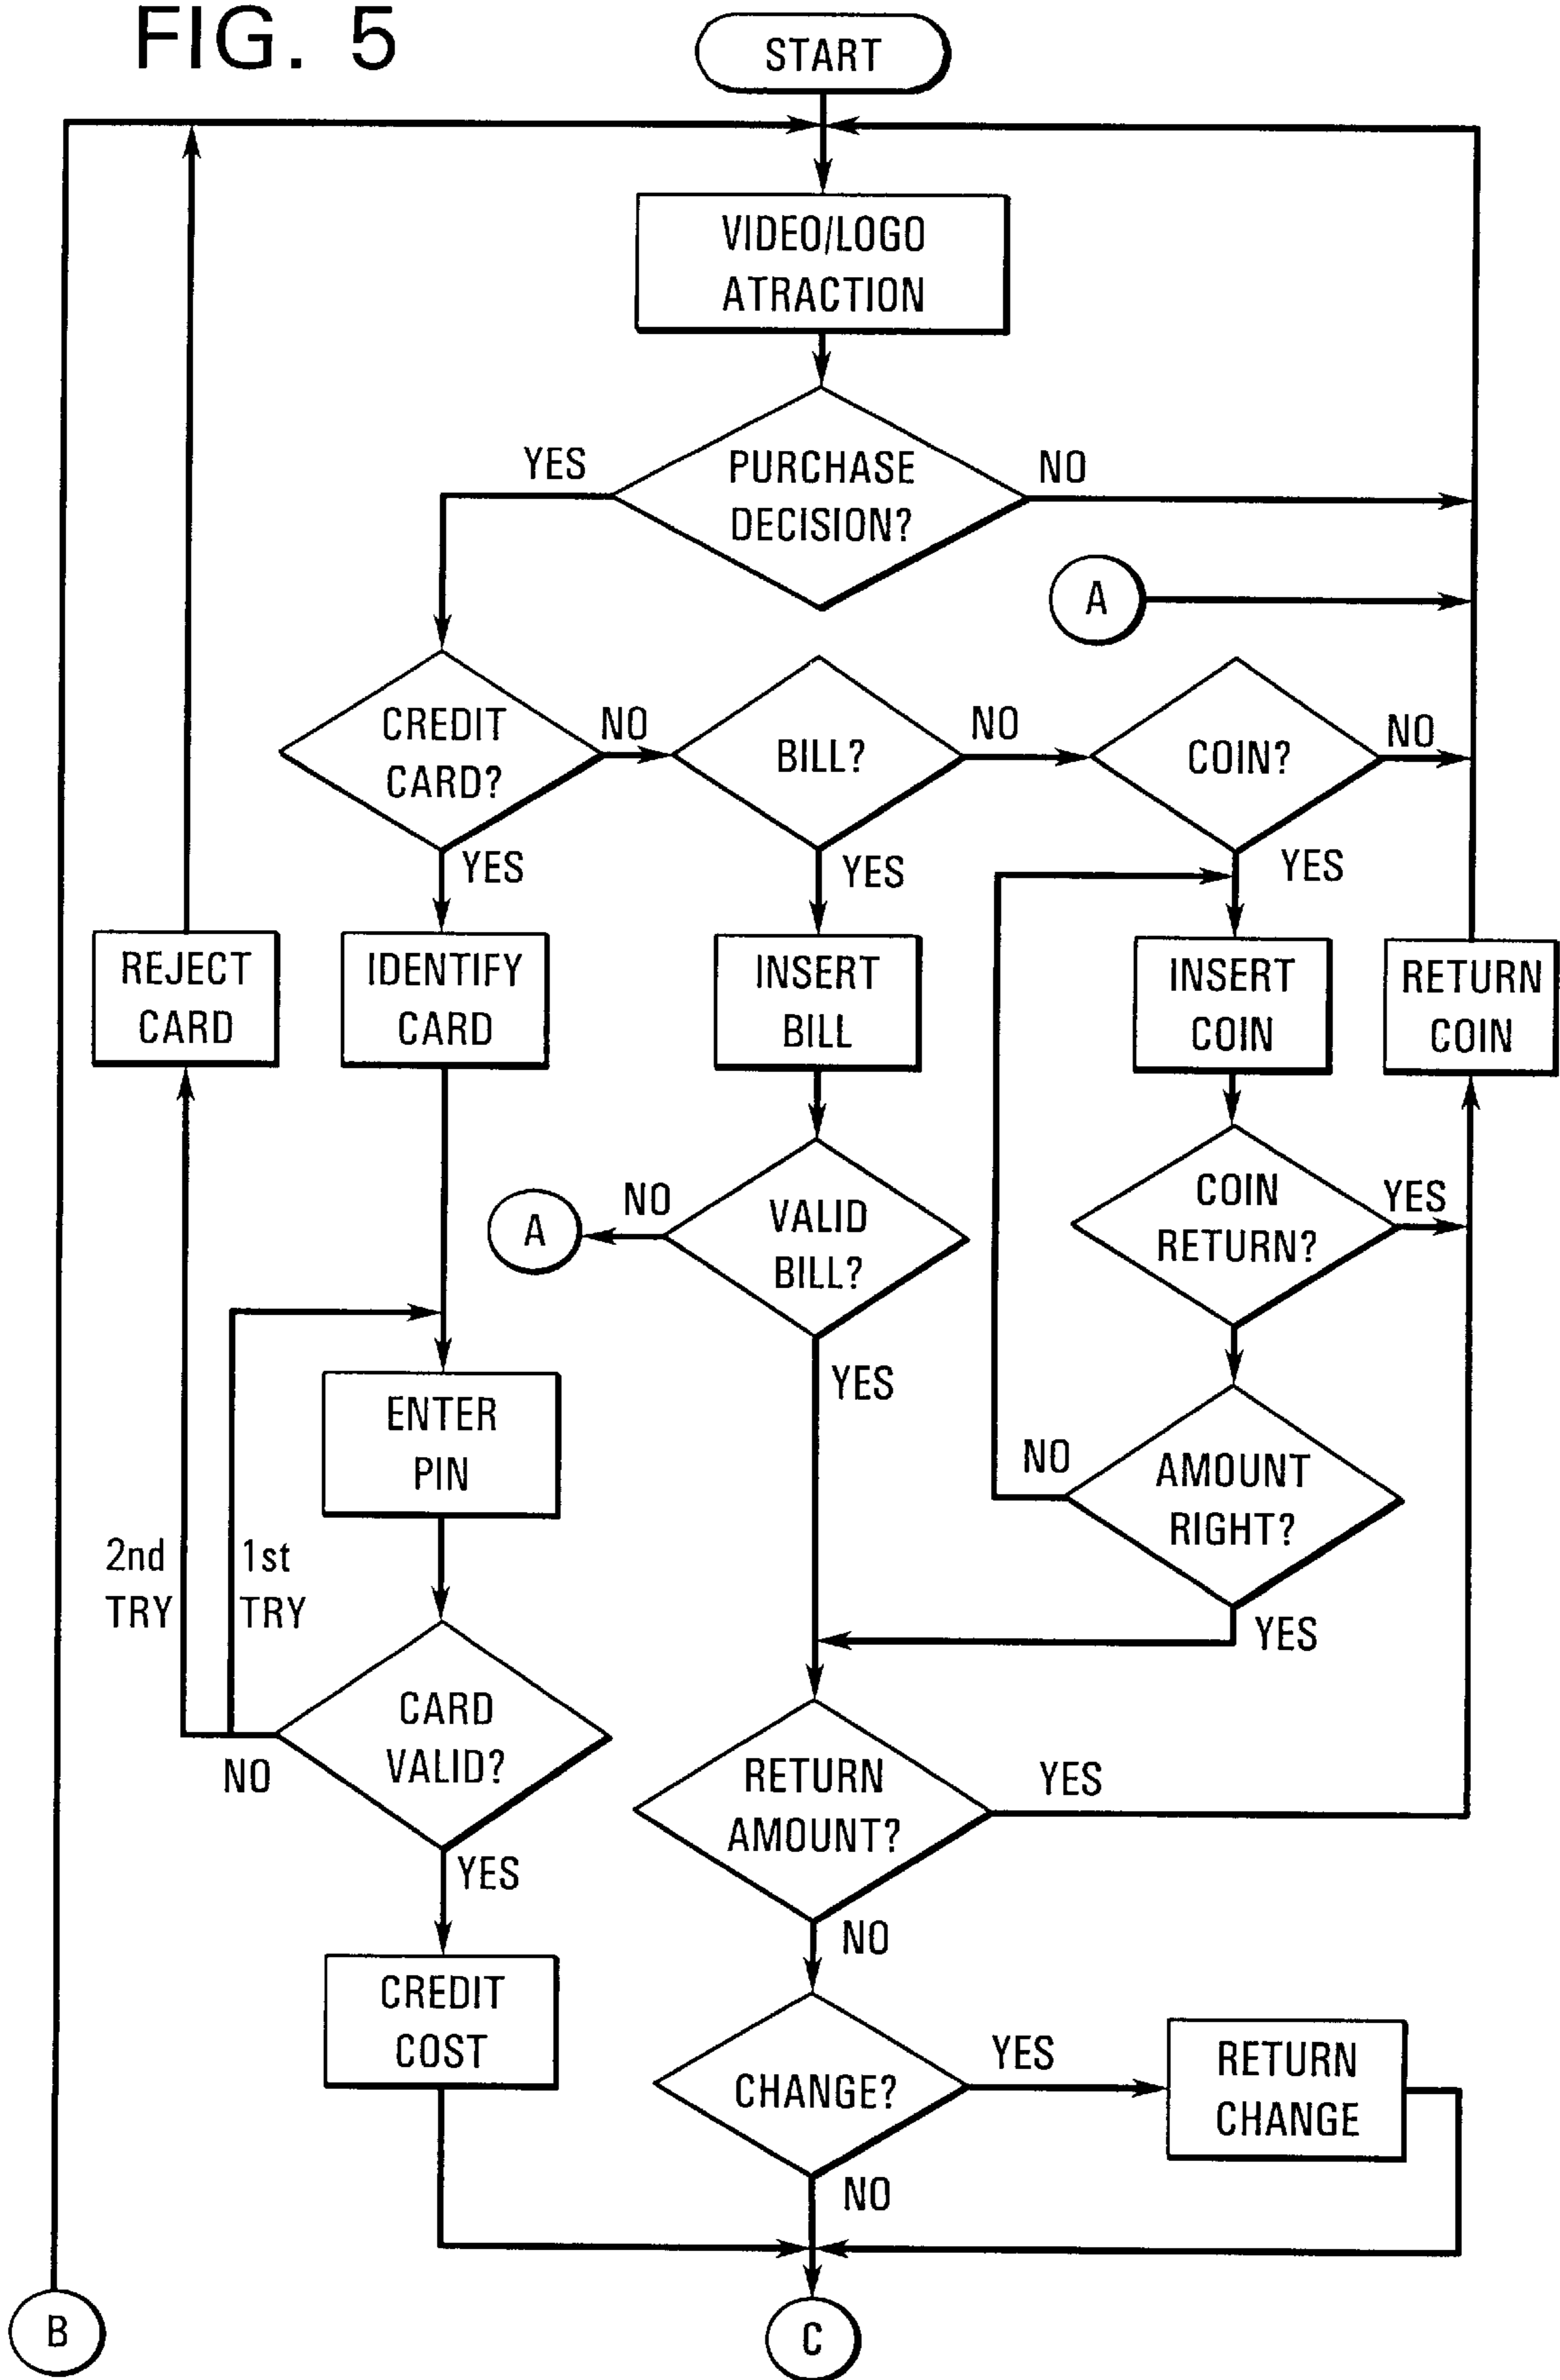 FIG. 5
START
VIDEO/LOGO
ATRACTION
PURCHASE
DECISION?
YES
NO
A
CREDIT
CARD?
NO
BILL?
NO
COIN?
NO
YES
YES
YES
REJECT
CARD
IDENTIFY
CARD
INSERT
BILL
INSERT
COIN
RETURN
COIN
A
NO
VALID
BILL?
COIN
RETURN?
YES
YES
ENTER
PIN
NO
AMOUNT
RIGHT?
2nd
TRY
1st
TRY
YES
CARD
VALID?
NO
RETURN
AMOUNT?
YES
YES
NO
CREDIT
COST
CHANGE?
YES
RETURN
CHANGE
NO
B
C